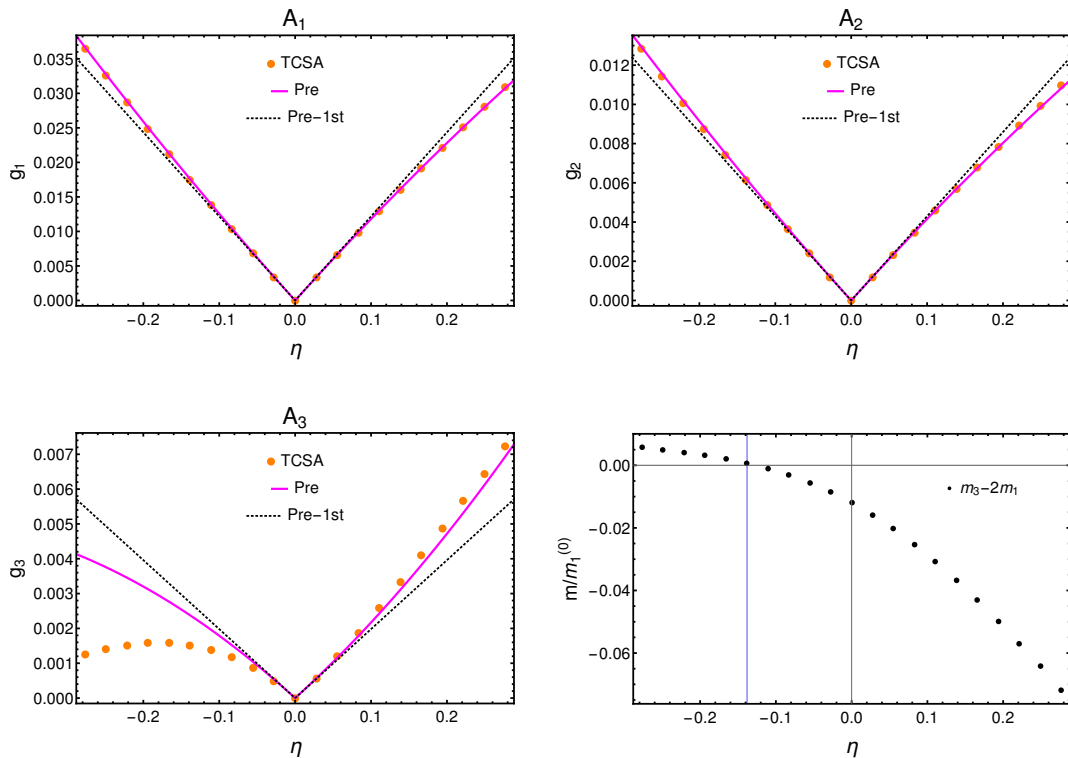 A1
TCSA
Pre
Pre−1st
g1
0.035
0.030
0.025
0.020
0.015
0.010
0.005
0.000
−0.2
−0.1
0.0
0.1
0.2
η
A2
TCSA
Pre
Pre−1st
g2
0.012
0.010
0.008
0.006
0.004
0.002
0.000
−0.2
−0.1
0.0
0.1
0.2
η
A3
TCSA
Pre
Pre−1st
g3
0.007
0.006
0.005
0.004
0.003
0.002
0.001
0.000
−0.2
−0.1
0.0
0.1
0.2
η
m3−2m1
m/m1(0)
0.00
−0.02
−0.04
−0.06
−0.2
−0.1
0.0
0.1
0.2
η